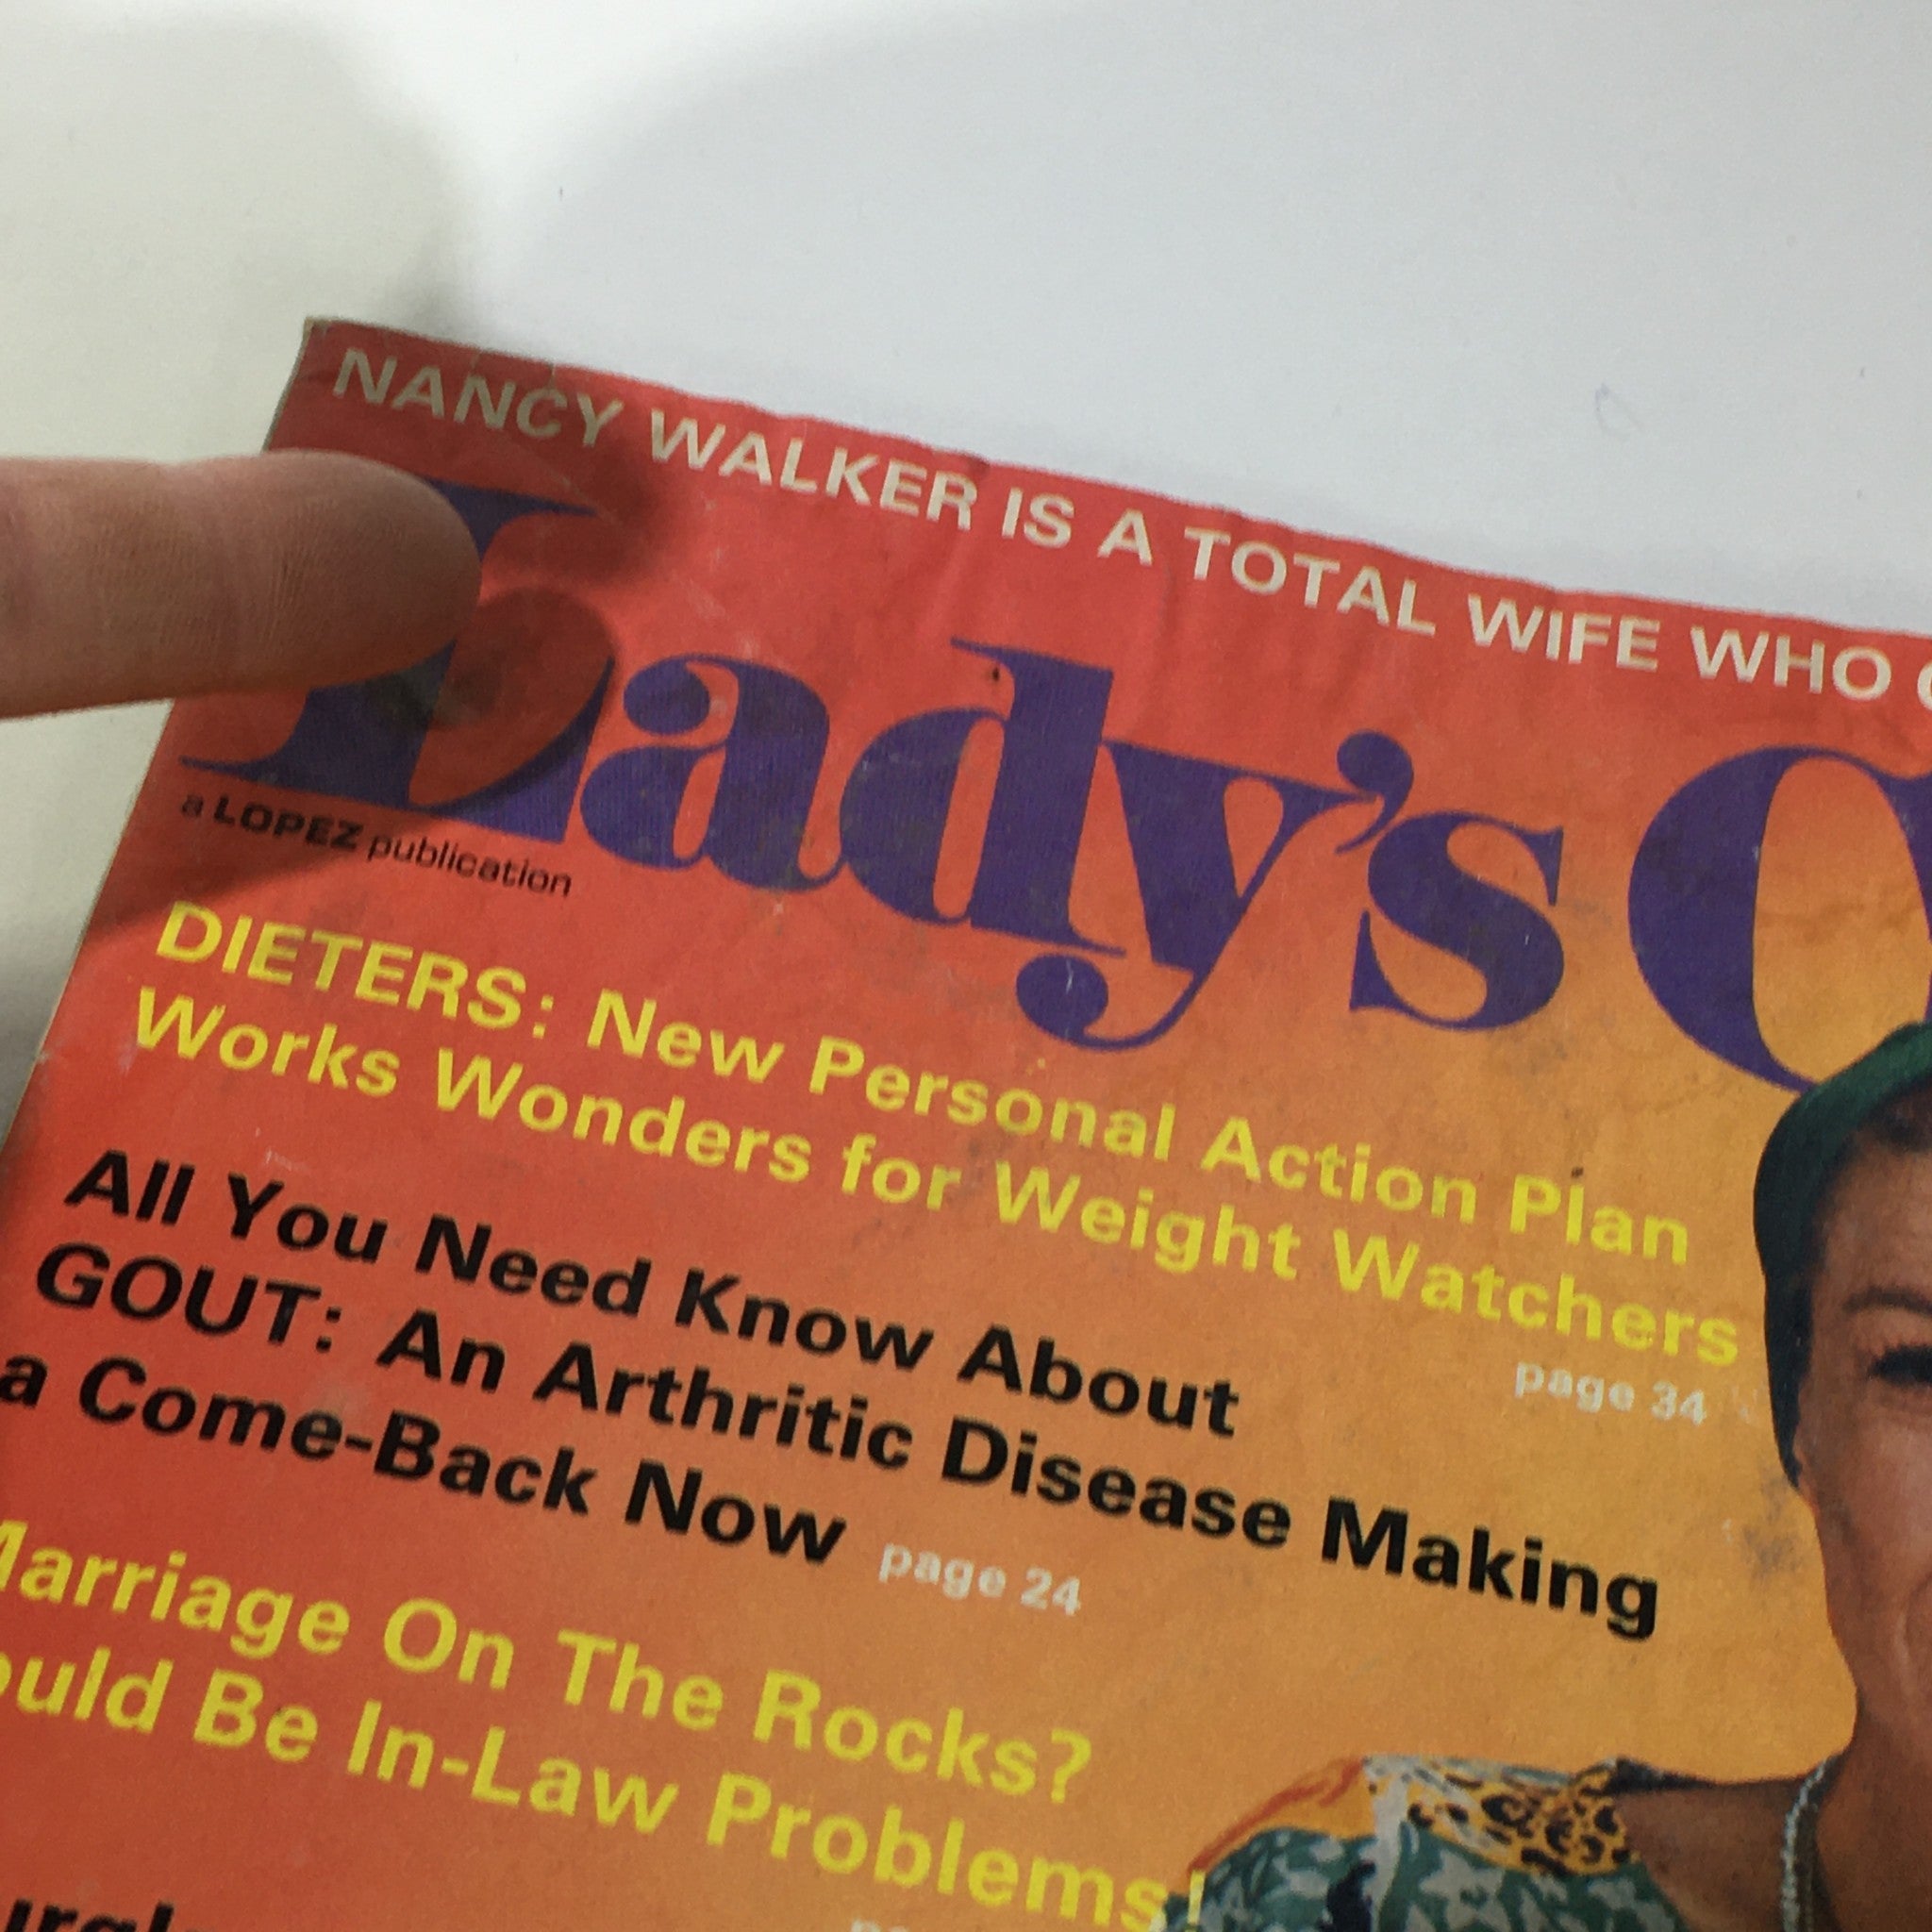 NANCY WALKER IS A TOTAL WIFE WHO
Lady's
a LOPEZ publication
DIETERS: New Personal Action Plan
Works Wonders for Weight Watchers
page 34
All You Need Know About
GOUT: An Arthritic Disease Making
a Come-Back Now page 24
Marriage On The Rocks?
ould Be In-Law Problems!